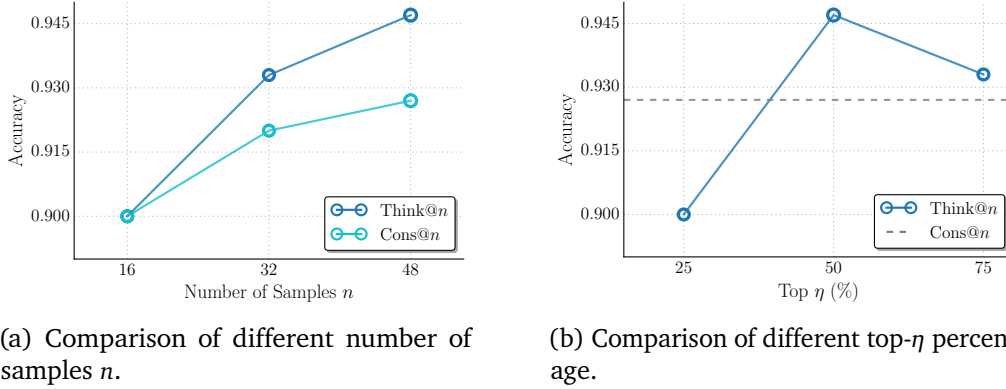 0.945
0.930
0.915
0.900
Accuracy
16
32
48
Number of Samples n
Think@n
Cons@n
0.945
0.930
0.915
0.900
Accuracy
25
50
75
Top η (%)
Think@n
Cons@n
(a) Comparison of different number of
samples n.
(b) Comparison of different top-η percen
age.